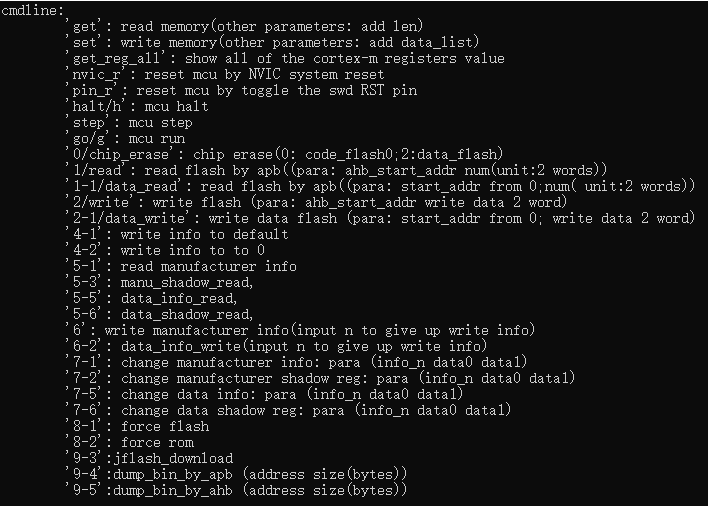 cmdline:
'get': read memory(other parameters: add len)
'set': write memory(other parameters: add data_list)
'get_reg_all': show all of the cortex-m registers value
'nvic_r': reset mcu by NVIC system reset
'pin_r': reset mcu by toggle the swd RST pin
'halt/h': mcu halt
'step': mcu step
'go/g': mcu run
'0/chip_erase': chip erase(0: code_flash0;2:data_flash)
'1/read': read flash by apb((para: ahb_start_addr num(unit:2 words))
'1-1/data_read': read flash by apb((para: start_addr from 0;num( unit:2 words))
'2/write': write flash (para: ahb_start_addr write data 2 word)
'2-1/data_write': write data flash (para: start_addr from 0; write data 2 word)
'4-1': write info to default
'4-2': write info to to 0
'5-1': read manufacturer info
'5-3': manu_shadow_read,
'5-5': data_info_read,
'5-6': data_shadow_read,
'6': write manufacturer info(input n to give up write info)
'6-2': data_info_write(input n to give up write info)
'7-1': change manufacturer info: para (info_n data0 data1)
'7-2': change manufacturer shadow reg: para (info_n data0 data1)
'7-5': change data info: para (info_n data0 data1)
'7-6': change data shadow reg: para (info_n data0 data1)
'8-1': force flash
'8-2': force rom
'9-3':jflash_download
'9-4':dump_bin_by_apb (address size(bytes))
'9-5':dump_bin_by_ahb (address size(bytes))